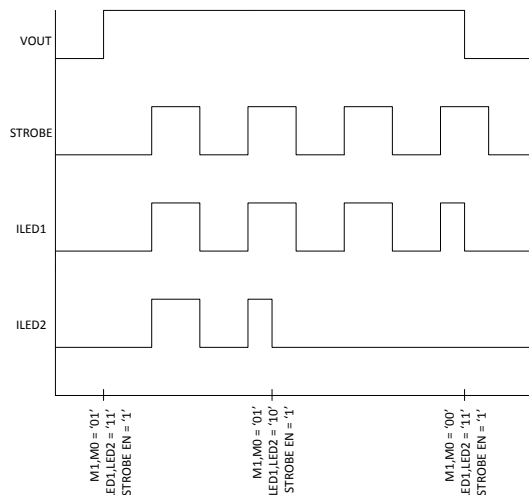 VOUT
STROBE
ILED1
ILED2
M1,M0 = ‘01’
LED1,LED2 = ‘11’
STROBE EN = ‘1’
M1,M0 = ‘01’
LED1,LED2 = ‘10’
STROBE EN = ‘1’
M1,M0 = ‘00’
LED1,LED2 = ‘11’
STROBE EN = ‘1’